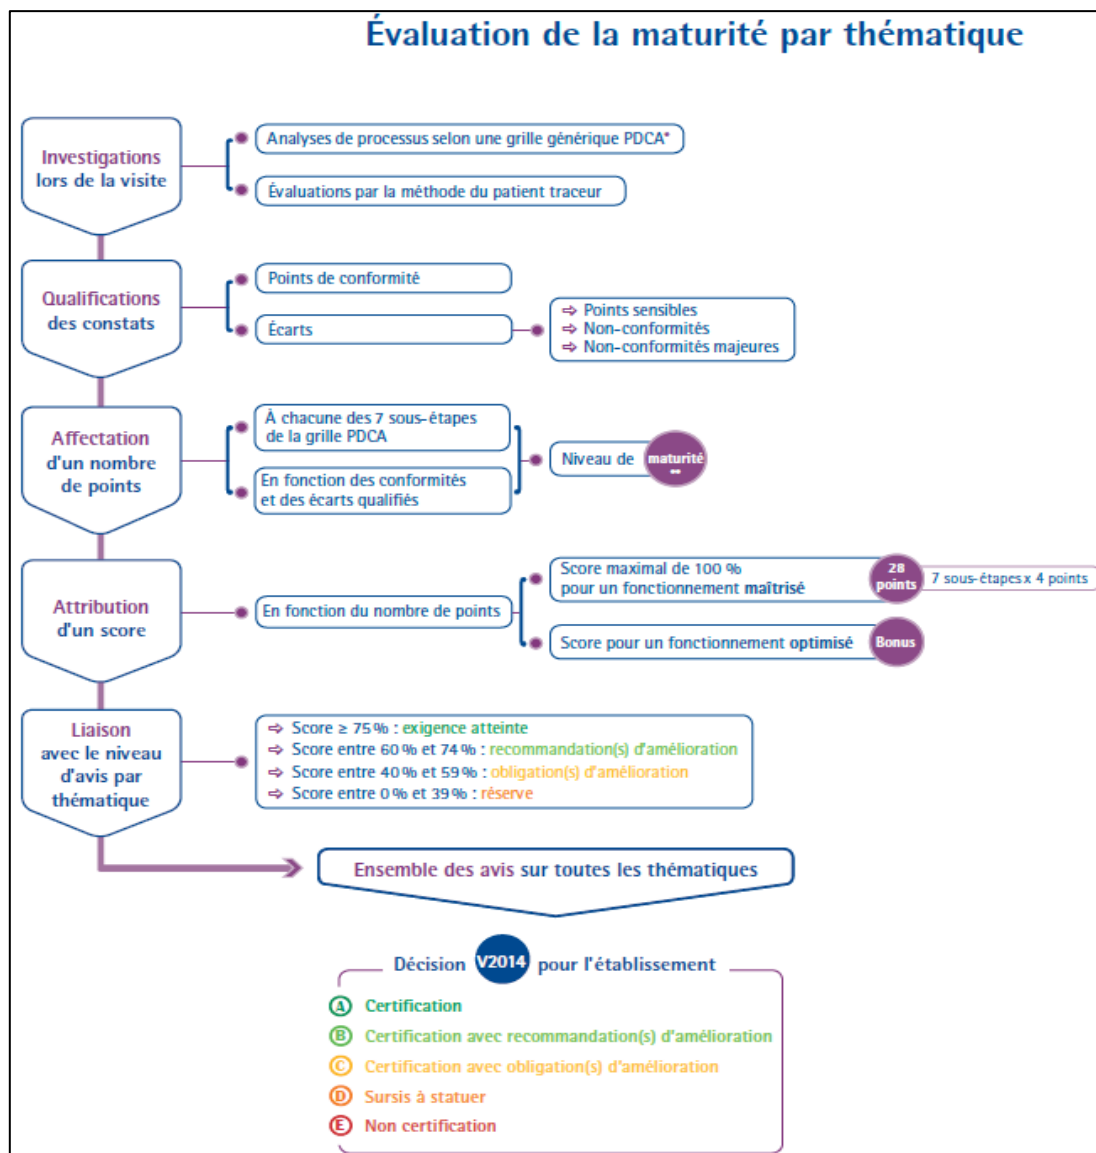 Évaluation de la maturité par thématique
Investigations
lors de la visite
Analyses de processus selon une grille générique PDCA*
Évaluations par la méthode du patient traceur
Qualifications
des constats
Points de conformité
Écarts
⇨ Points sensibles
⇨ Non-conformités
⇨ Non-conformités majeures
Affectation
d'un nombre
de points
À chacune des 7 sous-étapes
de la grille PDCA
En fonction des conformités
et des écarts qualifiés
Niveau de maturité
**
Attribution
d'un score
En fonction du nombre de points
Score maximal de 100 %
pour un fonctionnement maîtrisé
28
points
7 sous-étapes x 4 points
Score pour un fonctionnement optimisé Bonus
Liaison
avec le niveau
d'avis par
thématique
⇨ Score ≥ 75 % : exigence atteinte
⇨ Score entre 60 % et 74 % : recommandation(s) d'amélioration
⇨ Score entre 40 % et 59 % : obligation(s) d'amélioration
⇨ Score entre 0 % et 39 % : réserve
Ensemble des avis sur toutes les thématiques
Décision V2014 pour l'établissement
A Certification
B Certification avec recommandation(s) d'amélioration
C Certification avec obligation(s) d'amélioration
D Sursis à statuer
E Non certification